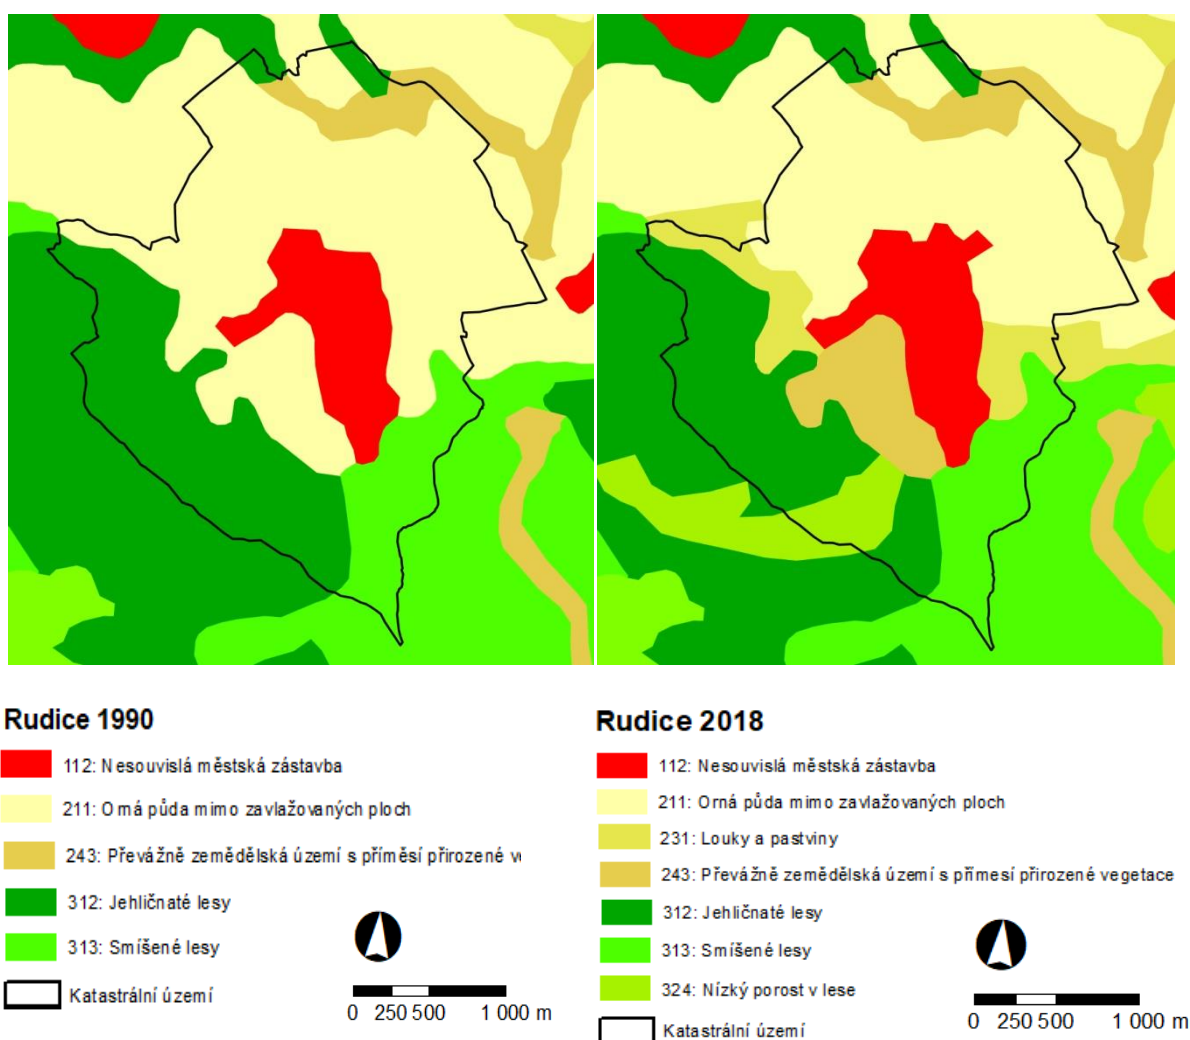 Rudice 1990
112: Nesouvislá městská zástavba
211: Orná půda mimo zavlažovaných ploch
243: Převážně zemědělská území s příměsí přirozené v
312: Jehličnaté lesy
313: Smíšené lesy
Katastrální území
0 250 500 1 000 m
Rudice 2018
112: Nesouvislá městská zástavba
211: Orná půda mimo zavlažovaných ploch
231: Louky a pastviny
243: Převážně zemědělská území s přímesí přirozené vegetace
312: Jehličnaté lesy
313: Smíšené lesy
324: Nízký porost v lese
Katastrální území
0 250 500 1 000 m